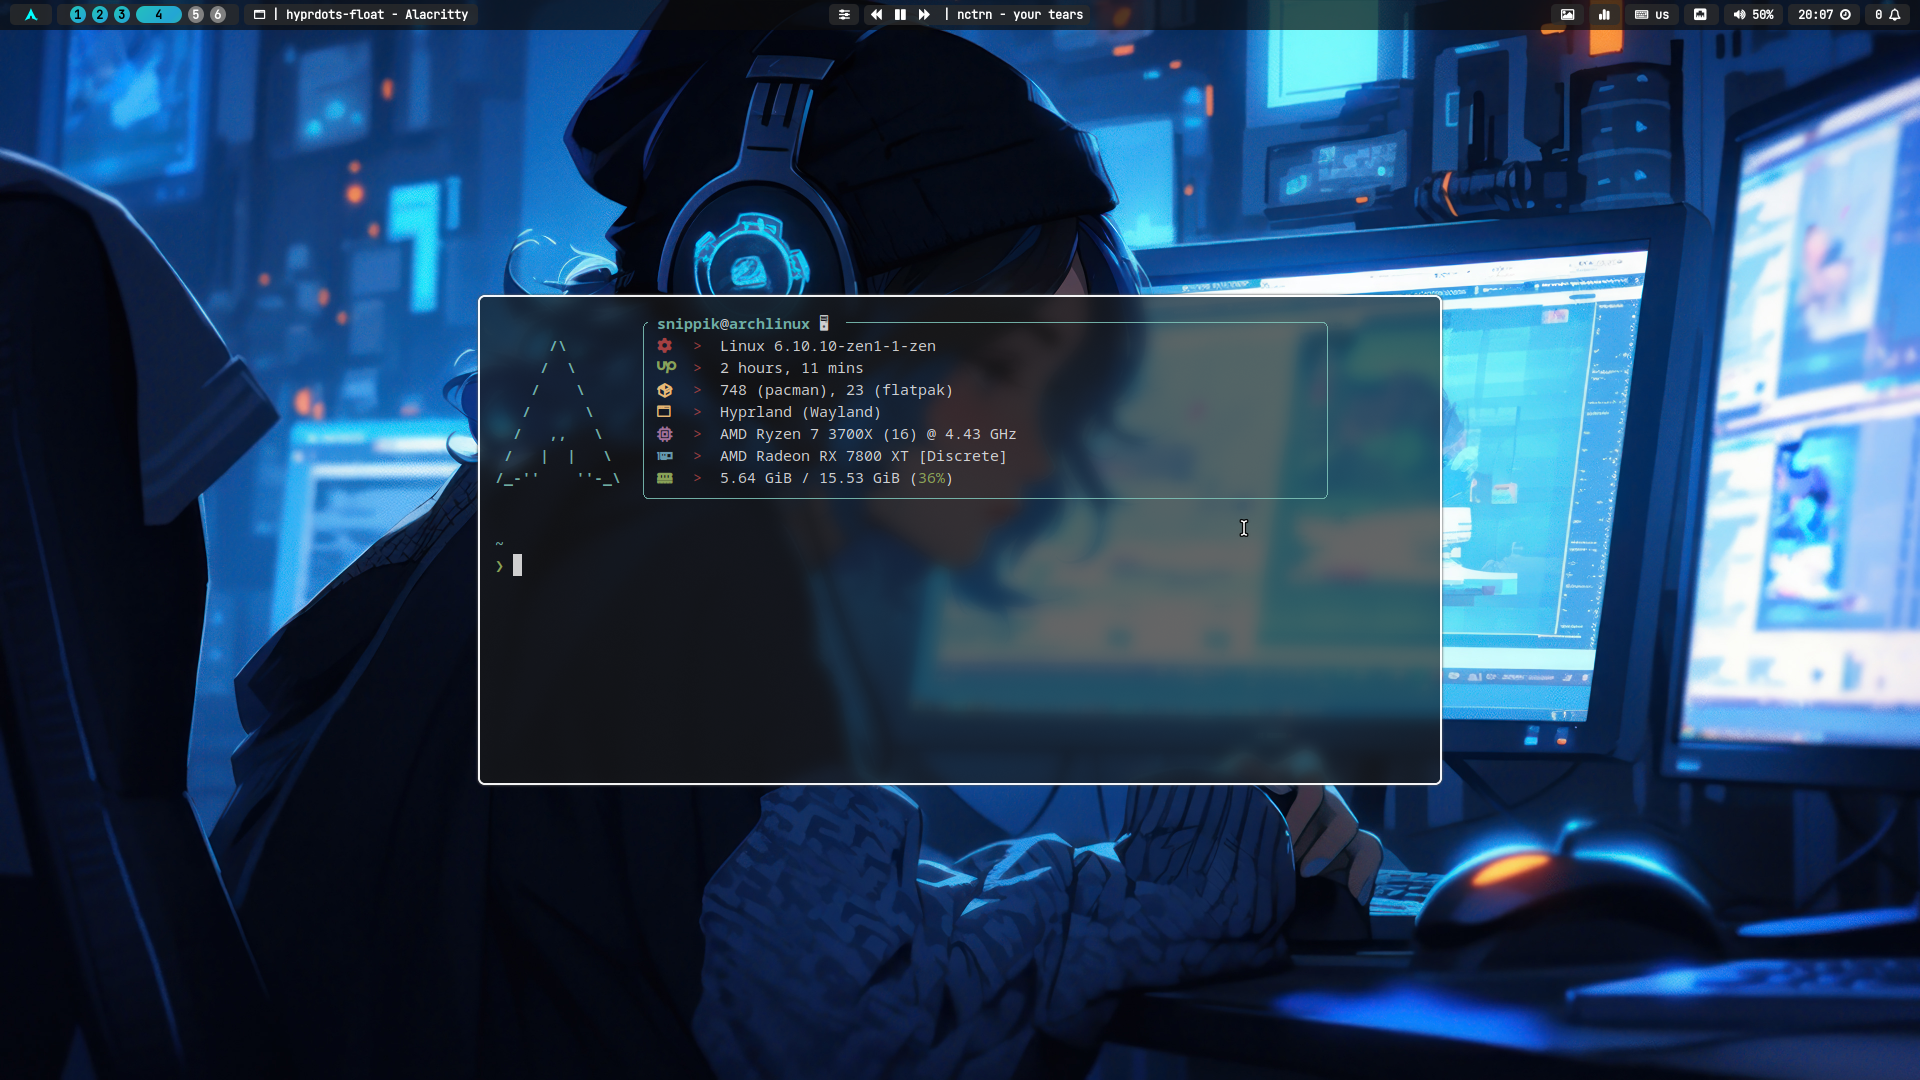 1 2 3 4 5 6 | hyprdots-float - Alacritty | nctrn - your tears us 50% 20:07 0
snippik@archlinux
> Linux 6.10.10-zen1-1-zen
UP > 2 hours, 11 mins
> 748 (pacman), 23 (flatpak)
> Hyprland (Wayland)
> AMD Ryzen 7 3700X (16) @ 4.43 GHz
> AMD Radeon RX 7800 XT [Discrete]
> 5.64 GiB / 15.53 GiB (36%)
~
❯